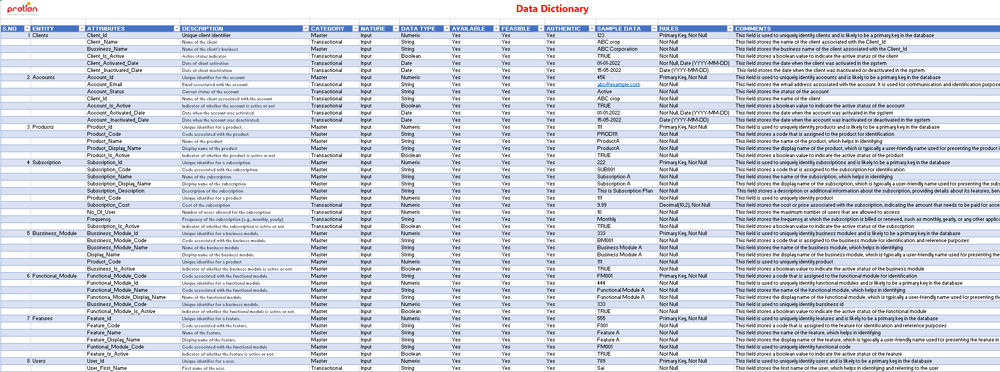 pratian
connect to infinity
Data Dictionary
S.NO ENTITY ATTRIBUTES DESCRIPTION CATEGORY NATURE DATA TYPE AVAILABLE FEASIBLE AUTHENTIC SAMPLE DATA RULES COMMENTS
1 Clients Client_Id Unique client identifier Master Input Numeric Yes Yes Yes 123 Primary Key, Not Null This field is used to uniquely identify clients and is likely to be a primary key in the database
Client_Name Name of the client Transactional Input String Yes Yes Yes ABC crop Not Null This field stores the name of the client associated with the Client_Id
Bussiness_Name Name of the client's business Master Input String Yes Yes Yes ABC Corporation Not Null This field stores the business name of the client associated with the Client_Id
Client_Is_Active Active status indicator Transactional Input Boolean Yes Yes Yes TRUE Not Null This field stores a boolean value to indicate the active status of the client
Client_Activated_Date Date of client activation Transactional Input Date Yes Yes Yes 01-01-2022 Not Null, Date (YYYY-MM-DD) This field stores the date when the client was activated in the system
Client_Inactivated_Date Date of client inactivation Transactional Input Date Yes Yes Yes 15-05-2022 Date (YYYY-MM-DD) This field stores the date when the client was inactivated or deactivated in the system
2 Accounts Account_Id Unique identifier for the account Master Input Numeric Yes Yes Yes 456 Primary Key, Not Null This field is used to uniquely identify accounts and is likely to be a primary key in the database
Account_Email Email associated with the account. Transactional Input String Yes Yes Yes abc@example.com Not Null This field stores the email address associated with the account. It is used for communication and identification purpose
Account_Status Current status of the account Transactional Input String Yes Yes Yes Active Not Null This field stores the status of the account
Client_Id Name of the client associated with the account Transactional Input String Yes Yes Yes ABC crop Not Null This field stores the name of the client
Account_Is_Active Indicator of whether the account is active or not Transactional Input Boolean Yes Yes Yes TRUE Not Null This field stores a boolean value to indicate the active status of the account
Account_Activated_Date Date when the account was activated Transactional Input Date Yes Yes Yes 01-01-2022 Not Null, Date (YYYY-MM-DD) This field stores the date when the account was activated in the system
Account_Inactivated_Date Date when the account was deactivated. Transactional Input Date Yes Yes Yes 15-05-2022 Date (YYYY-MM-DD) This field stores the date when the account was inactivated or deactivated in the system
3 Products Product_Id Unique identifier for a product. Master Input Numeric Yes Yes Yes 111 Primary Key, Not Null This field is used to uniquely identify products and is likely to be a primary key in the database
Product_Code Code associated with the product Master Input String Yes Yes Yes PROD111 Not Null This field stores a code that is assigned to the product for identification
Product_Name Name of the product Master Input String Yes Yes Yes ProductA Not Null This field stores the name of the product, which helps in identifying
Product_Display_Name Display name of the product Master Input String Yes Yes Yes ProductA Not Null This field stores the display name of the product, which is typically a user-friendly name used for presenting the product i
Product_Is_Active Indicator of whether the product is active or not Transactional Input Boolean Yes Yes Yes TRUE Not Null This field stores a boolean value to indicate the active status of the product
4 Subscription Subscription_Id Unique identifier for a subscription Master Input Numeric Yes Yes Yes 222 Primary Key, Not Null This field is used to uniquely identify subscriptions and is likely to be a primary key in the database
Subscription_Code Code associated with the subscription. Master Input String Yes Yes Yes SUB001 Not Null This field stores a code that is assigned to the subscription for identification
Subscription_Name Name of the subscription Master Input String Yes Yes Yes Subscription A Not Null This field stores the name of the subscription, which helps in identifying
Subscription_Display_Name Display name of the subscription Master Input String Yes Yes Yes Subscription A Not Null This field stores the display name of the subscription, which is typically a user-friendly name used for presenting the subs
Subscription_Description Description of the subscription Master Input String Yes Yes Yes This is Subscription Plan Not Null This field stores a description or additional information about the subscription, providing details about its features, ben
Product_Code Unique identifier for a product Master Input Numeric Yes Yes Yes 111 Not Null This field is used to uniquely identify product
Subscription_Cost Cost of the subscription Transactional Input Numeric Yes Yes Yes 9.99 Decimal(10,2), Not Null This field stores the cost or price associated with the subscription, indicating the amount that needs to be paid for acce
No_Of_User Number of users allowed for the subscription Transactional Input Numeric Yes Yes Yes 10 Not Null This field stores the maximum number of users that are allowed to access
Frequency Frequency of the subscription (e.g., monthly, yearly) Transactional Input String Yes Yes Yes Monthly Not Null This field stores the frequency at which the subscription is billed or renewed, such as monthly, yearly, or any other applica
Subscription_Is_Active Indicator of whether the subscription is active or not Transactional Input Boolean Yes Yes Yes TRUE Not Null This field stores a boolean value to indicate the active status of the subscription
5 Bussiness_Module Bussiness_Module_Id Unique identifier for a business module. Master Input Numeric Yes Yes Yes 333 Primary Key, Not Null This field is used to uniquely identify business modules and is likely to be a primary key in the database
Bussiness_Module_Code Code associated with the business module. Master Input String Yes Yes Yes BM001 Not Null This field stores a code that is assigned to the business module for identification and reference purposes
Bussiness_Module_Name Name of the business module Master Input String Yes Yes Yes Business Module A Not Null This field stores the name of the business module, which helps in identifying
Display_Name Display name of the business module Master Input String Yes Yes Yes Business Module A Not Null This field stores the display name of the business module, which is typically a user-friendly name used for presenting the
Product_Code Unique identifier for a product Master Input Numeric Yes Yes Yes 111 Not Null This field is used to uniquely identify product
Bussiness_Is_Active Indicator of whether the business module is active or not. Master Input Boolean Yes Yes Yes TRUE Not Null This field stores a boolean value to indicate the active status of the business module
6 Functional_Module Functional_Module_Code Code associated with the functional module Master Input String Yes Yes Yes FM001 Primary Key, Not Null This field stores a code that is assigned to the functional module for identification
Functional_Module_Id Unique identifier for a functional module Master Input Numeric Yes Yes Yes 444 Not Null This field is used to uniquely identify functional modules and is likely to be a primary key in the database
Functional_Module_Name Code associated with the functional module. Master Input String Yes Yes Yes Functional Module A Not Null This field stores the name of the functional module, which helps in identifying
Functiona_Module_Display_Name Name of the functional module. Master Input String Yes Yes Yes Functional Module A Not Null This field stores the display name of the functional module, which is typically a user-friendly name used for presenting the
Bussiness_Module_Code Unique identifier for a business module. Master Input Numeric Yes Yes Yes 333 Not Null This field is used to uniquely identify bussiness id
Functional_Module_Is_Active Indicator of whether the functional module is active or not. Master Input Boolean Yes Yes Yes TRUE Not Null This field stores a boolean value to indicate the active status of the functional module
7 Features Feature_Id Unique identifier for a feature. Master Input Numeric Yes Yes Yes 555 Primary Key, Not Null This field is used to uniquely identify features and is likely to be a primary key in the database
Feature_Code Code associated with the feature. Master Input String Yes Yes Yes F001 Not Null This field stores a code that is assigned to the feature for identification and reference purposes
Feature_Name Name of the feature. Master Input String Yes Yes Yes Feature A Not Null This field stores the name of the feature, which helps in identifying
Feature_Display_Name Display name of the feature. Master Input String Yes Yes Yes Feature A Not Null This field stores the display name of the feature, which is typically a user-friendly name used for presenting the feature in
Funtional_Module_Code Code associated with the functional module Master Input String Yes Yes Yes FM001 Not Null This field is used to uniquely identify functional code
Feature_Is_Active Indicator of whether the feature is active or not. Master Input Boolean Yes Yes Yes TRUE Not Null This field stores a boolean value to indicate the active status of the feature
8 Users User_Id Unique identifier for a user. Master Input Numeric Yes Yes Yes 789 Primary Key, Not Null This field is used to uniquely identify users and is likely to be a primary key in the database
User_First_Name First name of the user. Transactional Input String Yes Yes Yes Sai Not Null This field stores the first name of the user, which helps in identifying and referring to the user